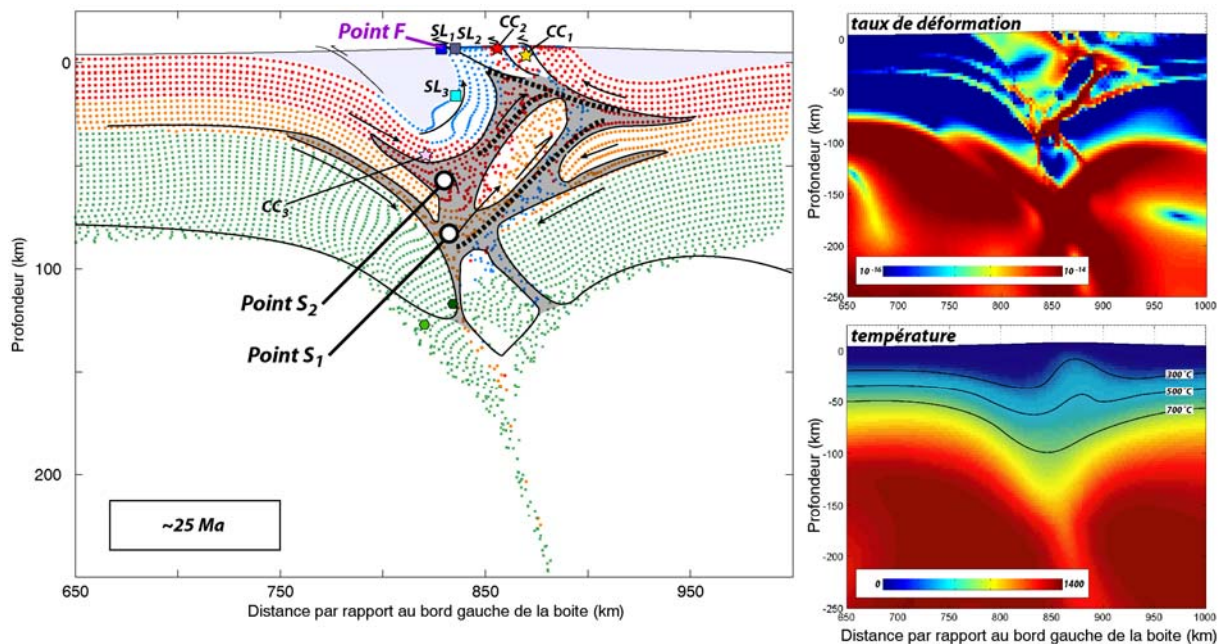 Point F
SL1 SL2
CC2
CC1
SL3
CC3
Point S2
Point S1
~25 Ma
0
100
200
Profondeur (km)
650
750
850
950
Distance par rapport au bord gauche de la boite (km)
taux de déformation
0
-50
-100
-150
-200
-250
Profondeur (km)
10 -16
10 -14
650 700 750 800 850 900 950 1000
température
300°C
500°C
700°C
0
-50
-100
-150
-200
-250
Profondeur (km)
0
1400
650 700 750 800 850 900 950 1000
Distance par rapport au bord gauche de la boite (km)